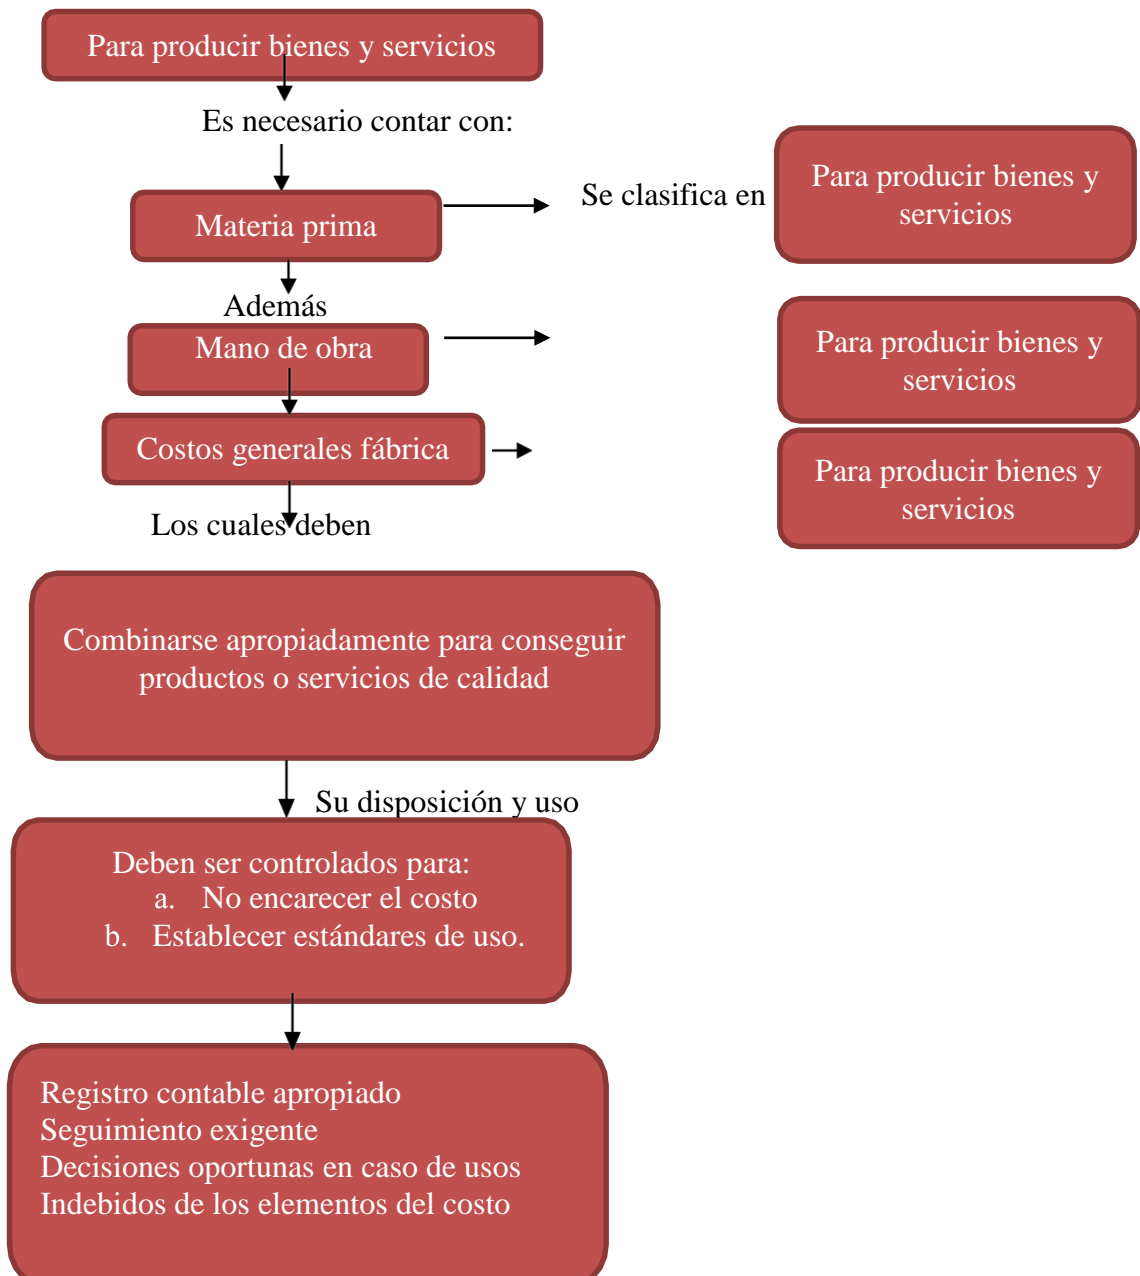 Para producir bienes y servicios
Es necesario contar con:
Materia prima
Se clasifica en
Para producir bienes y
servicios
Además
Mano de obra
Para producir bienes y
servicios
Costos generales fábrica
Para producir bienes y
servicios
Los cuales deben
Combinarse apropiadamente para conseguir
productos o servicios de calidad
Su disposición y uso
Deben ser controlados para:
a. No encarecer el costo
b. Establecer estándares de uso.
Registro contable apropiado
Seguimiento exigente
Decisiones oportunas en caso de usos
Indebidos de los elementos del costo